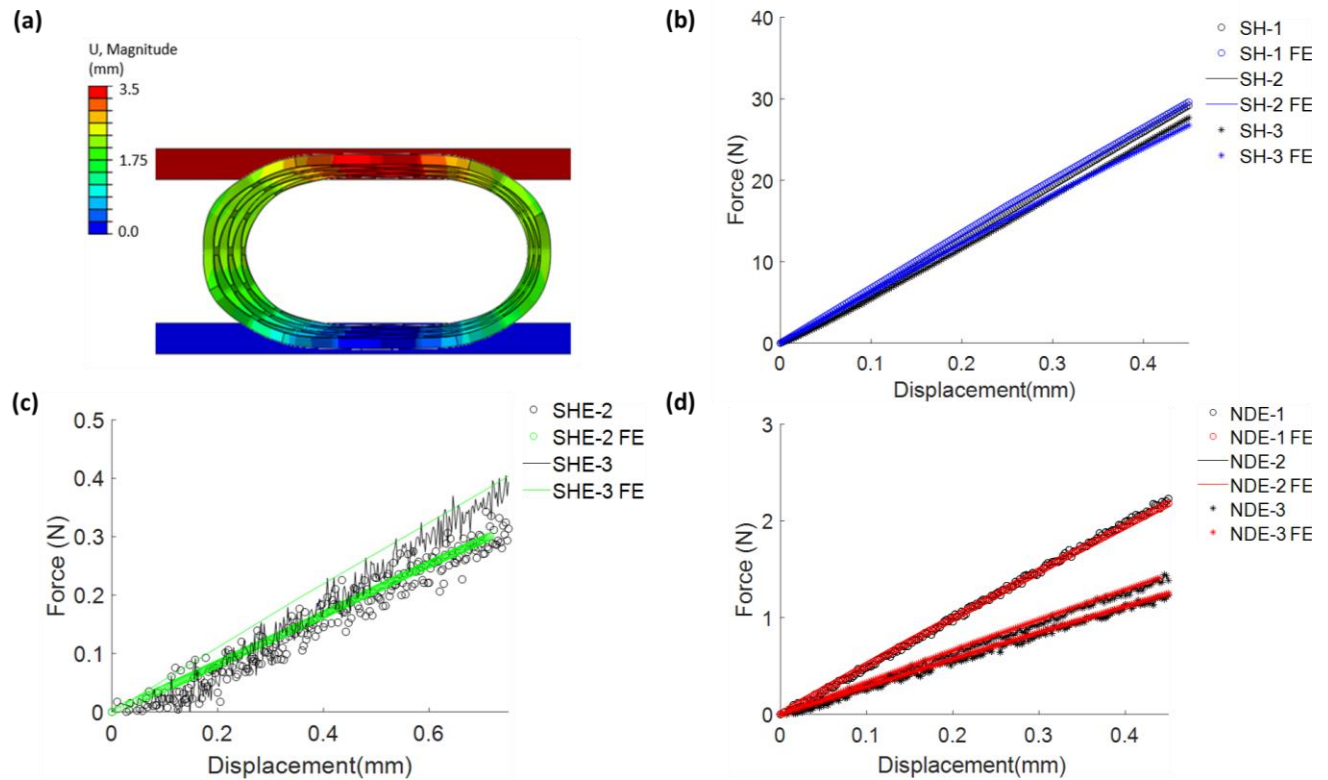 (a)
U, Magnitude
(mm)
3.5
1.75
0.0
(b)
40
30
20
10
0
0
0.1
0.2
0.3
0.4
Force (N)
Displacement(mm)
SH-1
SH-1 FE
SH-2
SH-2 FE
SH-3
SH-3 FE
(c)
0.5
0.4
0.3
0.2
0.1
0
0
0.2
0.4
0.6
Force (N)
Displacement(mm)
SHE-2
SHE-2 FE
SHE-3
SHE-3 FE
(d)
3
2
1
0
0
0.1
0.2
0.3
0.4
Force (N)
Displacement(mm)
NDE-1
NDE-1 FE
NDE-2
NDE-2 FE
NDE-3
NDE-3 FE